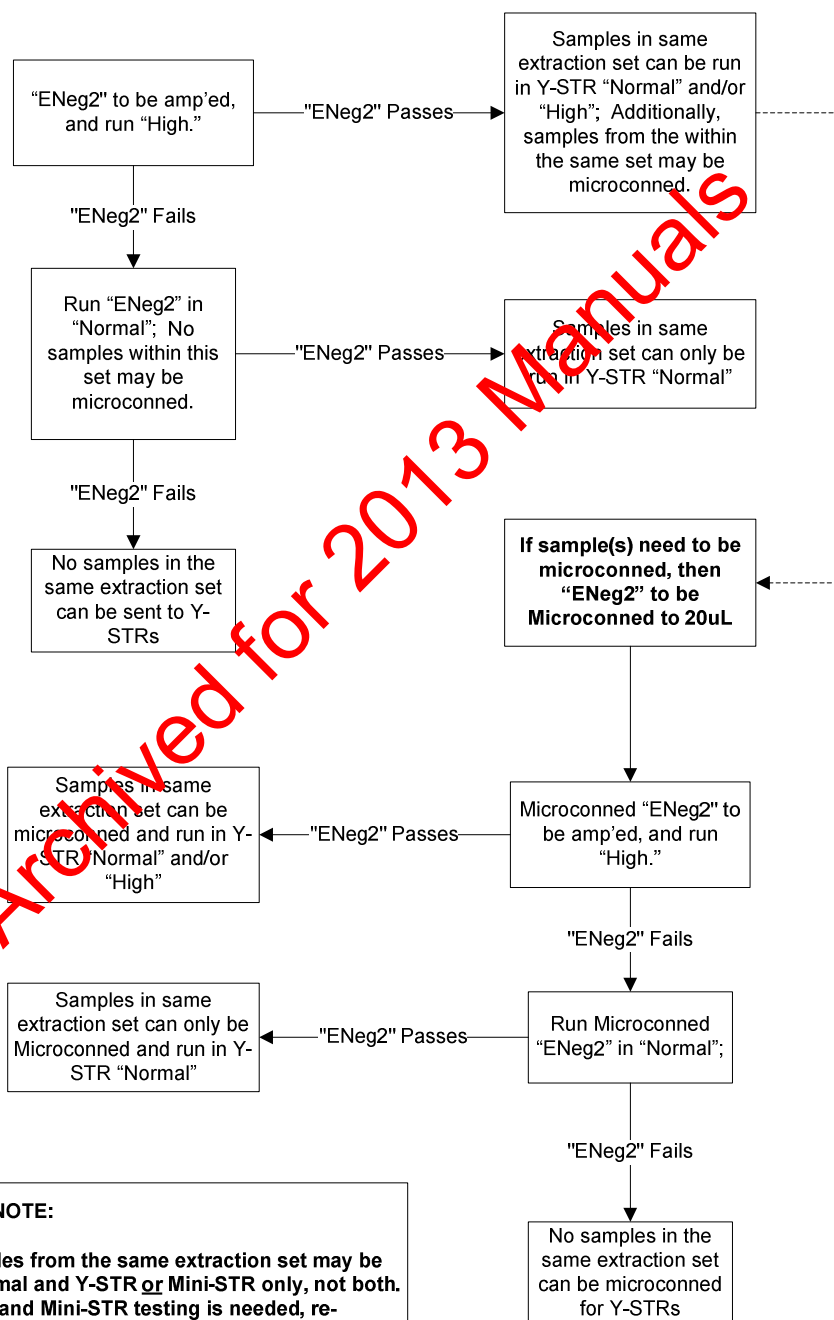 "ENeg2" to be amp'ed,
and run "High."
"ENeg2" Passes
Samples in same
extraction set can be run
in Y-STR "Normal" and/or
"High"; Additionally,
samples from the within
the same set may be
microconned.
"ENeg2" Fails
Run "ENeg2" in
"Normal"; No
samples within this
set may be
microconned.
"ENeg2" Passes
Samples in same
extraction set can only be
run in Y-STR "Normal"
"ENeg2" Fails
No samples in the
same extraction set
can be sent to Y-
STRs
If sample(s) need to be
microconned, then
"ENeg2" to be
Microconned to 20uL
Microconned "ENeg2" to
be amp'ed, and run
"High."
"ENeg2" Passes
Samples in same
extraction set can be
microconned and run in Y-
STR "Normal" and/or
"High"
"ENeg2" Fails
Run Microconned
"ENeg2" in "Normal";
"ENeg2" Passes
Samples in same
extraction set can only be
Microconned and run in Y-
STR "Normal"
"ENeg2" Fails
No samples in the
same extraction set
can be microconned
for Y-STRs
NOTE:
les from the same extraction set may be
mal and Y-STR or Mini-STR only, not both.
and Mini-STR testing is needed, re-
Archived for 2013 Manuals